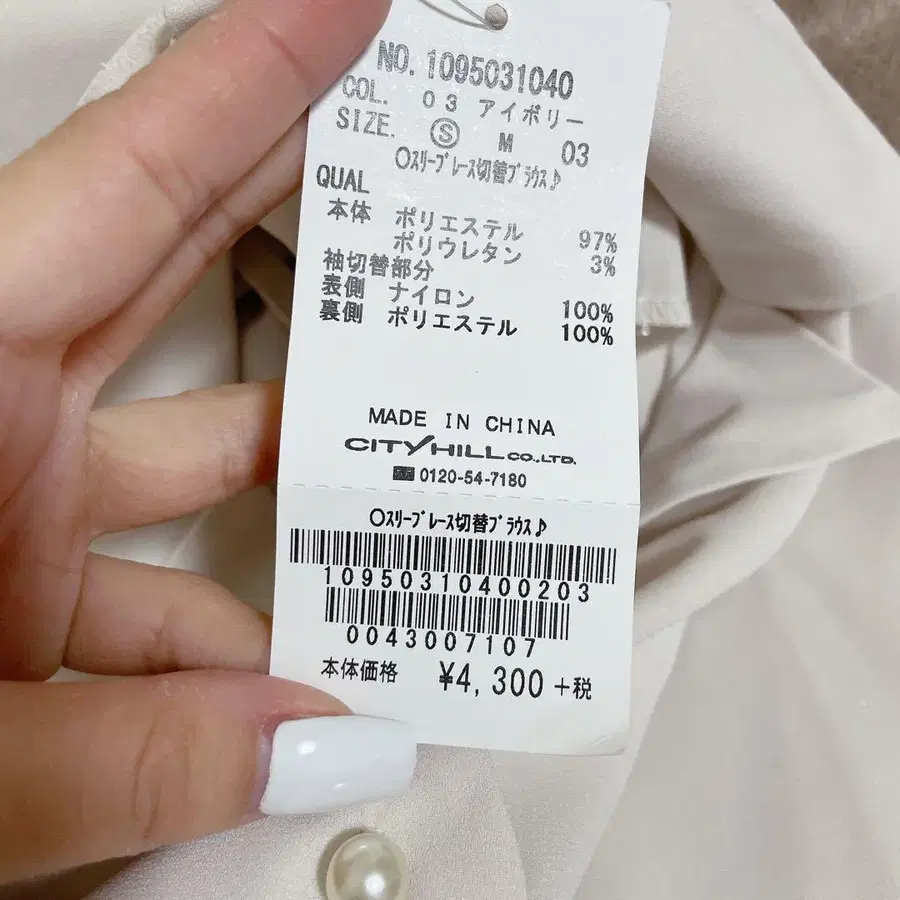 NO. 1095031040
COL. 03 アイボリー
SIZE. Ⓢ M 03
○ｽﾘｰﾌﾞﾚｰｽ切替ﾌﾞﾗｳｽ♪
QUAL
本体 ポリエステル 97%
ポリウレタン 3%
袖切替部分
表側 ナイロン 100%
裏側 ポリエステル 100%
MADE IN CHINA
CITY HILL CO.,LTD.
☎ 0120-54-7180
○ｽﾘｰﾌﾞﾚｰｽ切替ﾌﾞﾗｳｽ♪
10950310400203
0043007107
本体価格 ¥4,300+税